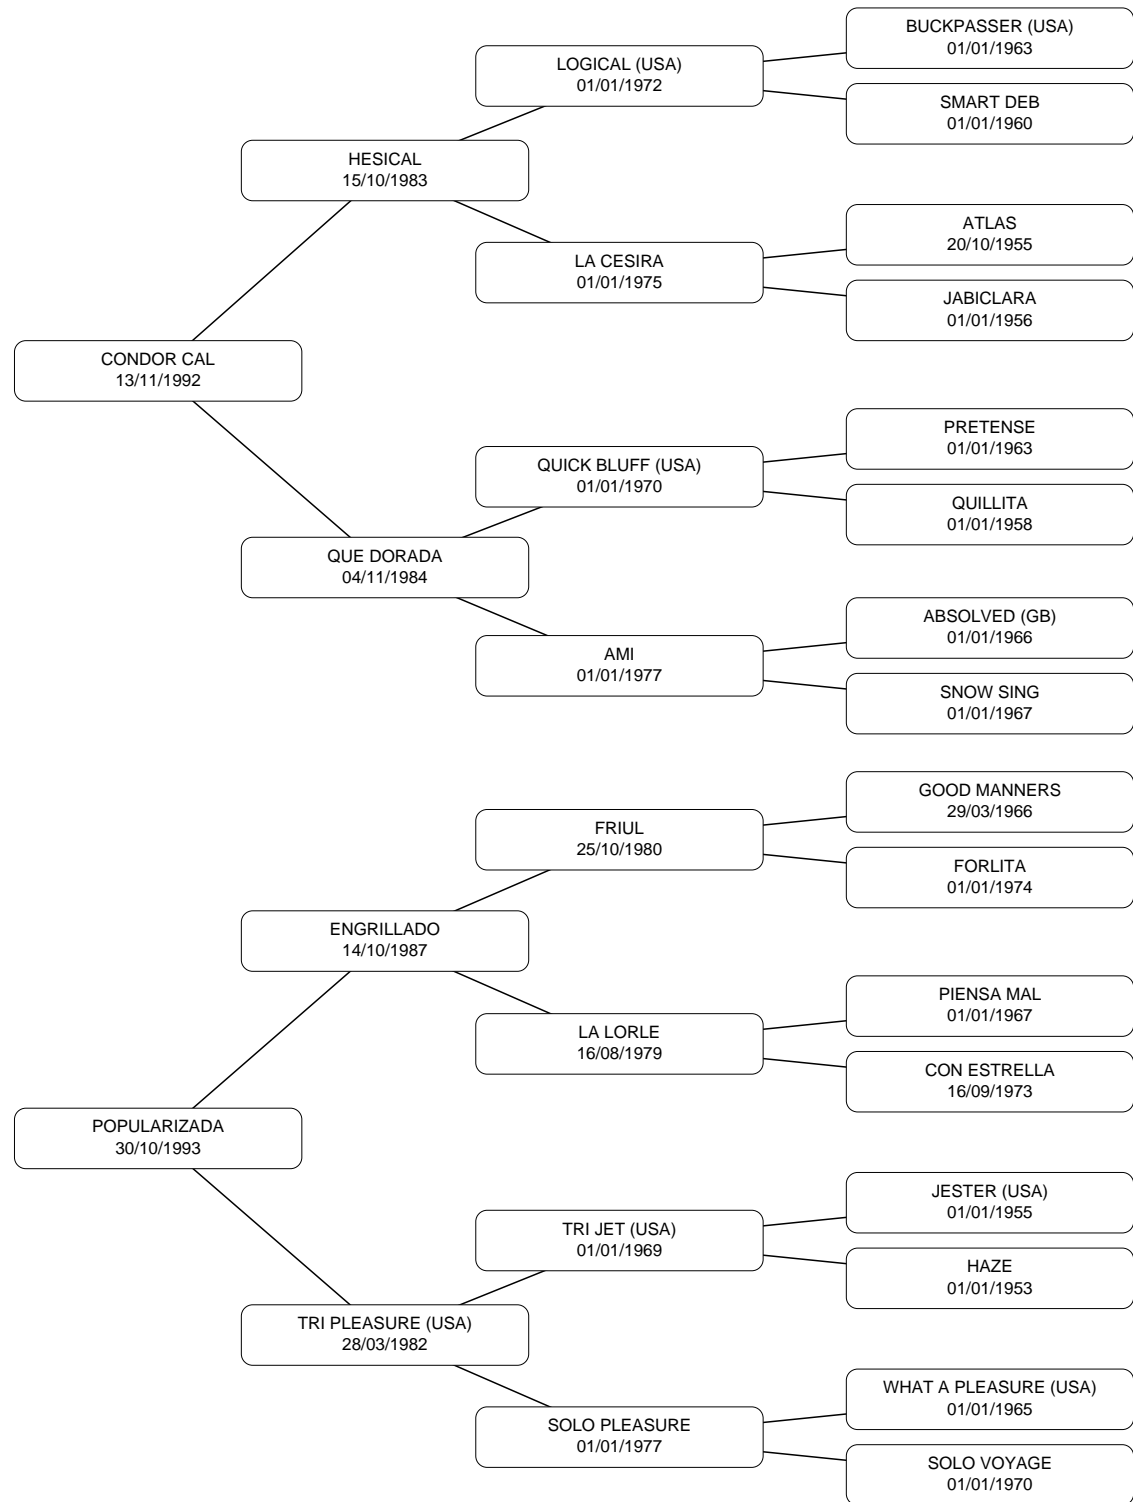 BUCKPASSER (USA)
01/01/1963
LOGICAL (USA)
01/01/1972
SMART DEB
01/01/1960
HESICAL
15/10/1983
ATLAS
20/10/1955
LA CESIRA
01/01/1975
JABICLARA
01/01/1956
CONDOR CAL
13/11/1992
PRETENSE
01/01/1963
QUICK BLUFF (USA)
01/01/1970
QUILLITA
01/01/1958
QUE DORADA
04/11/1984
ABSOLVED (GB)
01/01/1966
AMI
01/01/1977
SNOW SING
01/01/1967
GOOD MANNERS
29/03/1966
FRIUL
25/10/1980
FORLITA
01/01/1974
ENGRILLADO
14/10/1987
PIENSA MAL
01/01/1967
LA LORLE
16/08/1979
CON ESTRELLA
16/09/1973
POPULARIZADA
30/10/1993
JESTER (USA)
01/01/1955
TRI JET (USA)
01/01/1969
HAZE
01/01/1953
TRI PLEASURE (USA)
28/03/1982
WHAT A PLEASURE (USA)
01/01/1965
SOLO PLEASURE
01/01/1977
SOLO VOYAGE
01/01/1970